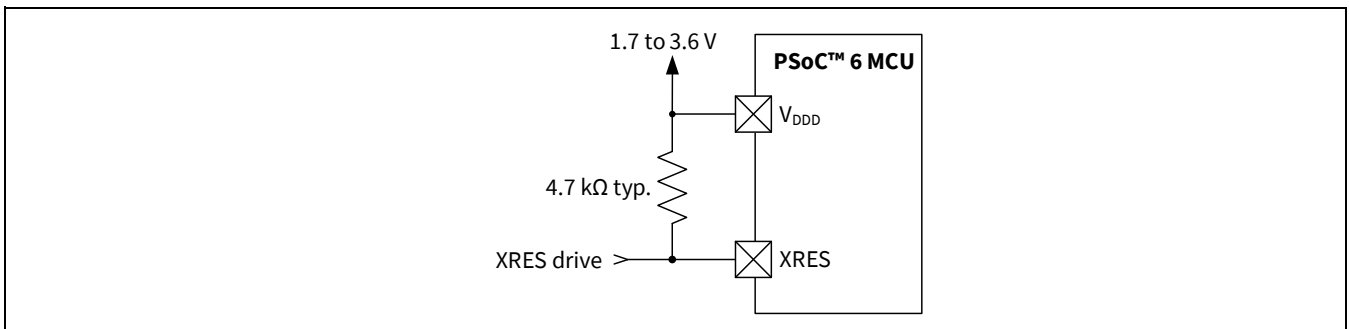 1.7 to 3.6 V
PSoC™ 6 MCU
VDDD
4.7 kΩ typ.
XRES drive
XRES